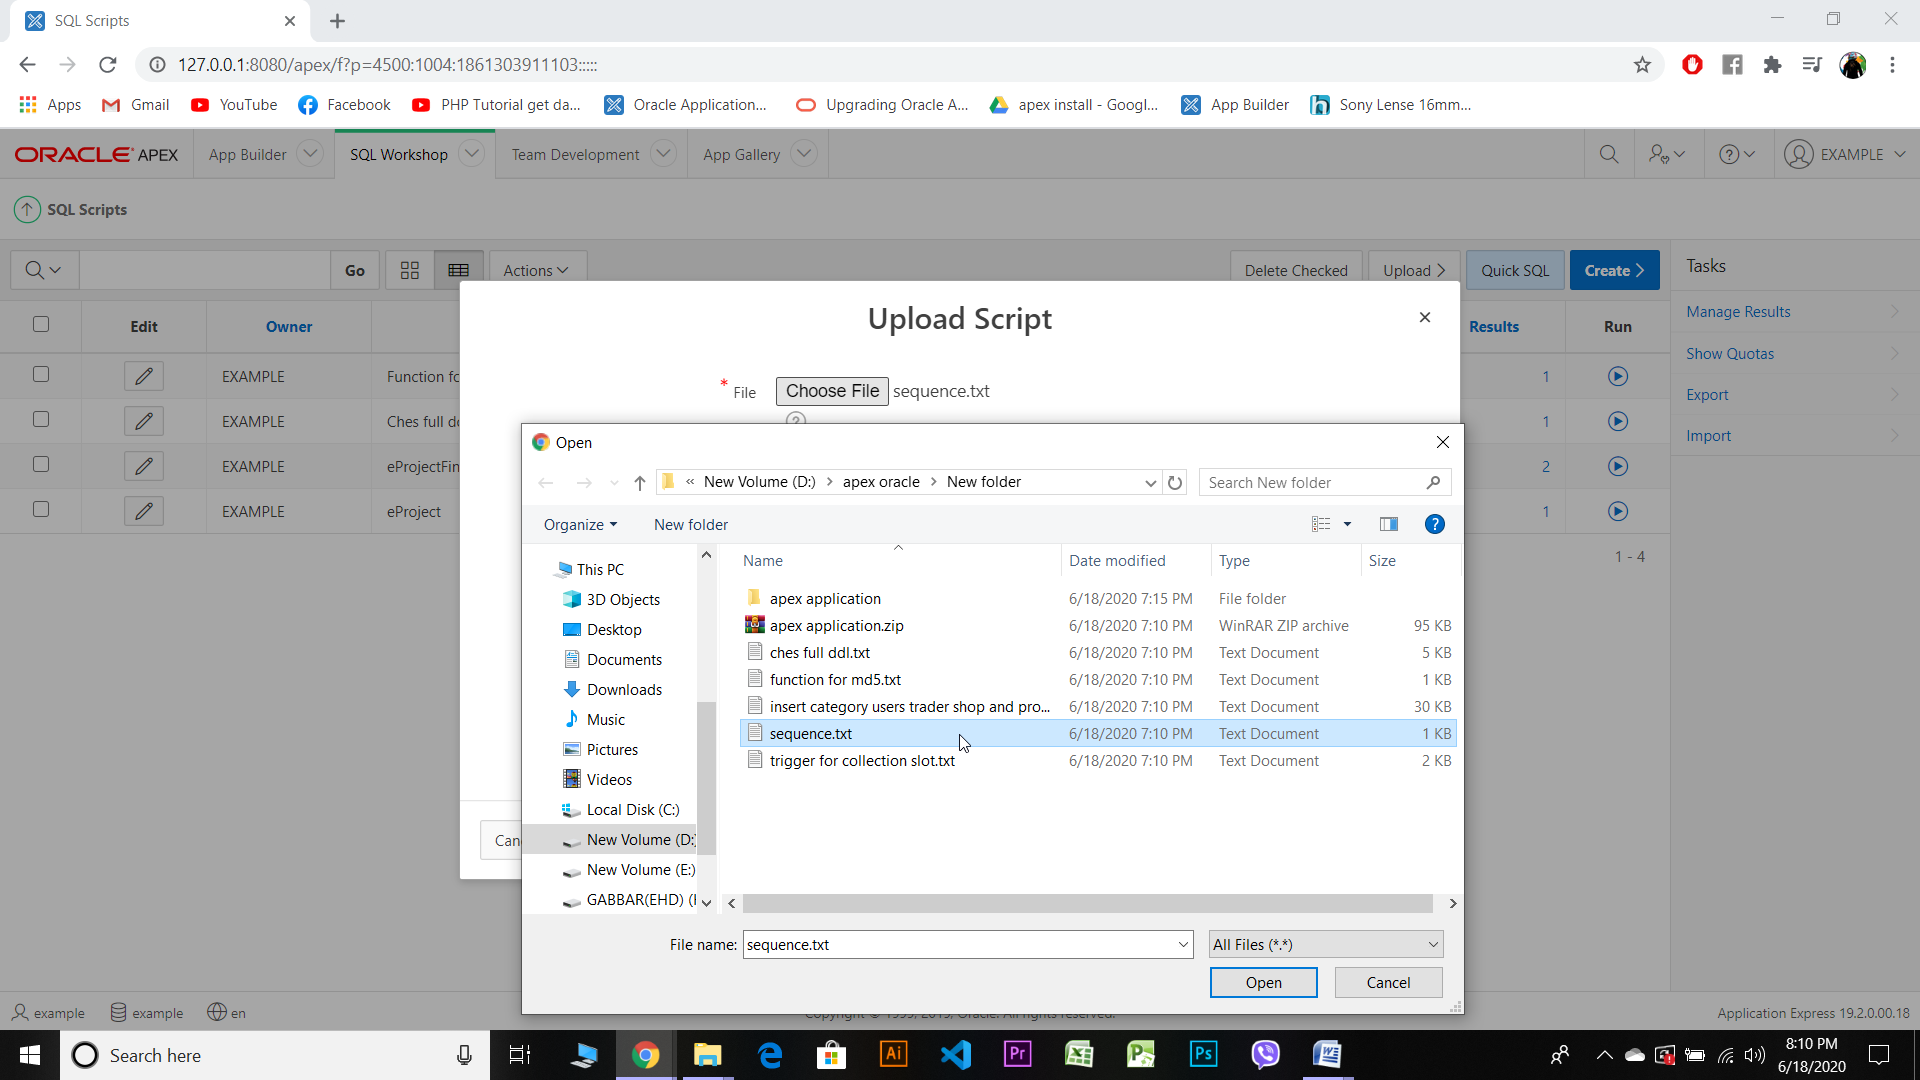 SQL Scripts
127.0.0.1:8080/apex/f?p=4500:1004:1861303911103:::::
Apps Gmail YouTube Facebook PHP Tutorial get da... Oracle Application... Upgrading Oracle A... apex install - Googl... App Builder Sony Lense 16mm...
ORACLE APEX App Builder SQL Workshop Team Development App Gallery EXAMPLE
SQL Scripts
Go Actions Delete Checked Upload Quick SQL Create Tasks
Upload Script
Edit Owner Results Run
Manage Results
Show Quotas
Export
Import
EXAMPLE Function fo 1
EXAMPLE Ches full d 1
EXAMPLE eProjectFin 2
EXAMPLE eProject 1
1 - 4
* File Choose File sequence.txt
Open
« New Volume (D:) › apex oracle › New folder Search New folder
Organize New folder
This PC
3D Objects
Desktop
Documents
Downloads
Music
Pictures
Videos
Local Disk (C:)
New Volume (D:)
New Volume (E:)
GABBAR(EHD) (
Name Date modified Type Size
apex application 6/18/2020 7:15 PM File folder
apex application.zip 6/18/2020 7:10 PM WinRAR ZIP archive 95 KB
ches full ddl.txt 6/18/2020 7:10 PM Text Document 5 KB
function for md5.txt 6/18/2020 7:10 PM Text Document 1 KB
insert category users trader shop and pro... 6/18/2020 7:10 PM Text Document 30 KB
sequence.txt 6/18/2020 7:10 PM Text Document 1 KB
trigger for collection slot.txt 6/18/2020 7:10 PM Text Document 2 KB
Can
File name: sequence.txt All Files (*.*)
Open Cancel
example example en
Copyright © 1999, 2019, Oracle. All rights reserved.
Application Express 19.2.0.00.18
Search here
8:10 PM
6/18/2020